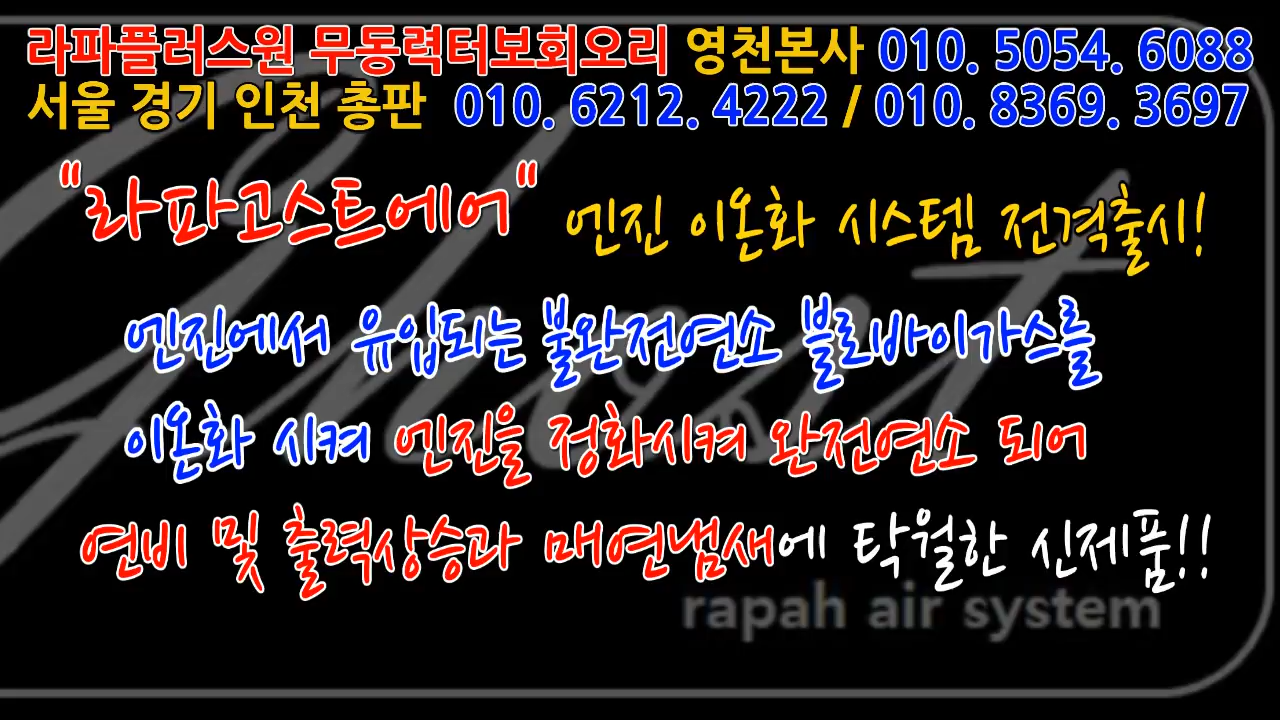 라파플러스원 무동력터보회오리 영천본사 010. 5054. 6088
서울 경기 인천 총판 010. 6212. 4222 / 010. 8369. 3697
"라파고스트에어" 엔진 이온화 시스템 전격출시!
엔진에서 유입되는 불완전연소 블로바이가스를
이온화 시켜 엔진을 정화시켜 완전연소 되어
연비 및 출력상승과 매연냄새에 탁월한 신제품!!
Ghost
rapah air system